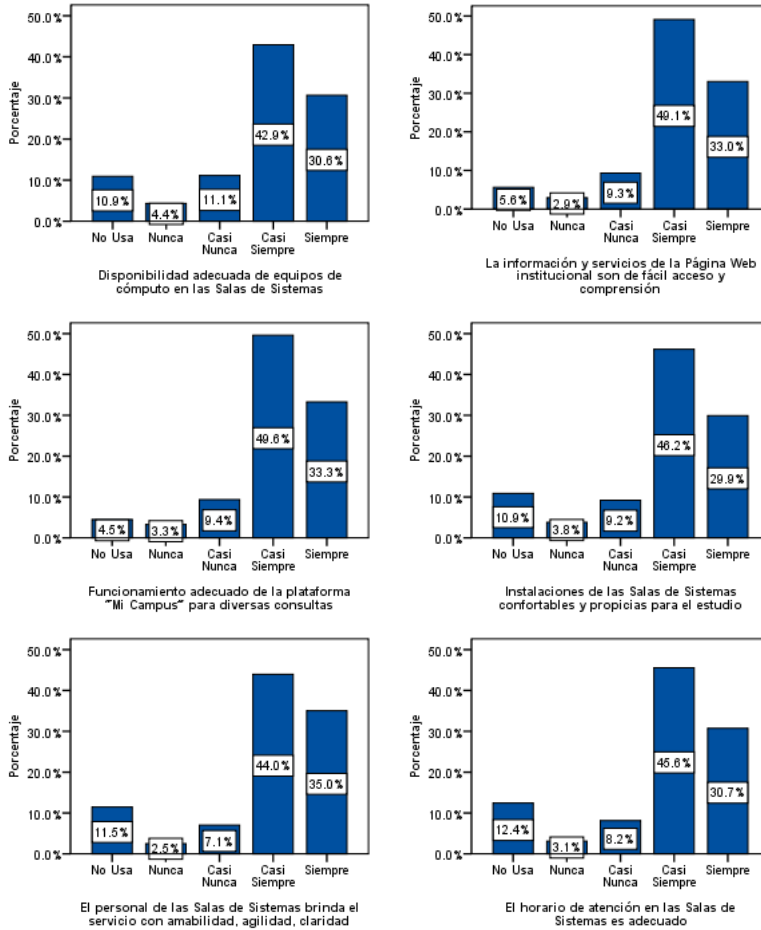 50.0%
40.0%
30.0%
20.0%
10.0%
0.0%
Porcentaje
10.9%
4.4%
11.1%
42.9%
30.6%
No Usa
Nunca
Casi
Nunca
Casi
Siempre
Siempre
Disponibilidad adecuada de equipos de
cómputo en las Salas de Sistemas
50.0%
40.0%
30.0%
20.0%
10.0%
0.0%
Porcentaje
5.6%
2.9%
9.3%
49.1%
33.0%
No Usa
Nunca
Casi
Nunca
Casi
Siempre
Siempre
La información y servicios de la Página Web
institucional son de fácil acceso y
comprensión
50.0%
40.0%
30.0%
20.0%
10.0%
0.0%
Porcentaje
4.5%
3.3%
9.4%
49.6%
33.3%
No Usa
Nunca
Casi
Nunca
Casi
Siempre
Siempre
Funcionamiento adecuado de la plataforma
"Mi Campus" para diversas consultas
50.0%
40.0%
30.0%
20.0%
10.0%
0.0%
Porcentaje
10.9%
3.8%
9.2%
46.2%
29.9%
No Usa
Nunca
Casi
Nunca
Casi
Siempre
Siempre
Instalaciones de las Salas de Sistemas
confortables y propicias para el estudio
50.0%
40.0%
30.0%
20.0%
10.0%
0.0%
Porcentaje
11.5%
2.5%
7.1%
44.0%
35.0%
No Usa
Nunca
Casi
Nunca
Casi
Siempre
Siempre
El personal de las Salas de Sistemas brinda el
servicio con amabilidad, agilidad, claridad
50.0%
40.0%
30.0%
20.0%
10.0%
0.0%
Porcentaje
12.4%
3.1%
8.2%
45.6%
30.7%
No Usa
Nunca
Casi
Nunca
Casi
Siempre
Siempre
El horario de atención en las Salas de
Sistemas es adecuado